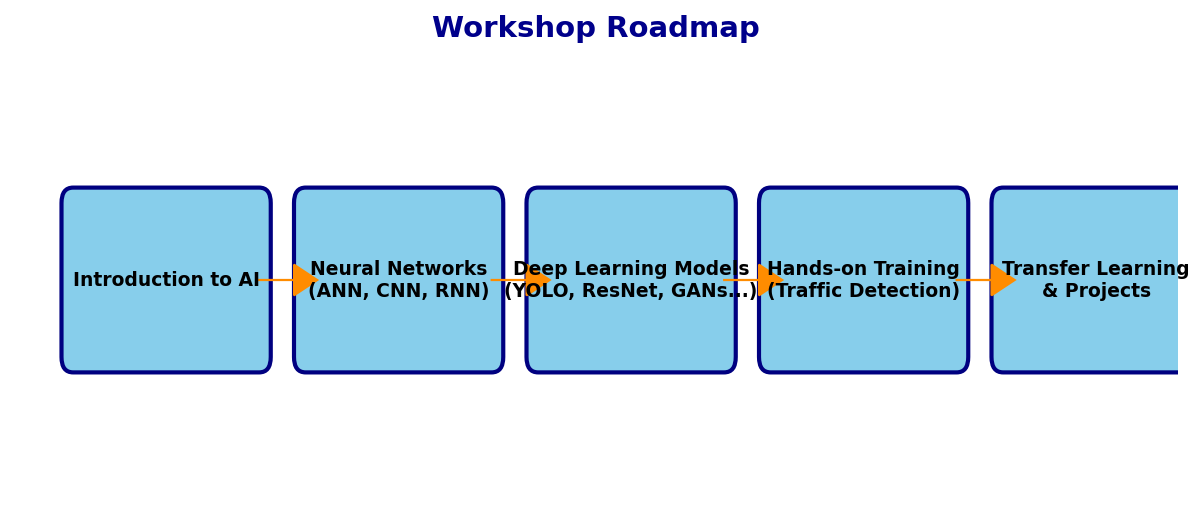 Workshop Roadmap
Introduction to AI
Neural Networks
(ANN, CNN, RNN)
Deep Learning Models
(YOLO, ResNet, GANs...)
Hands-on Training
(Traffic Detection)
Transfer Learning
& Projects